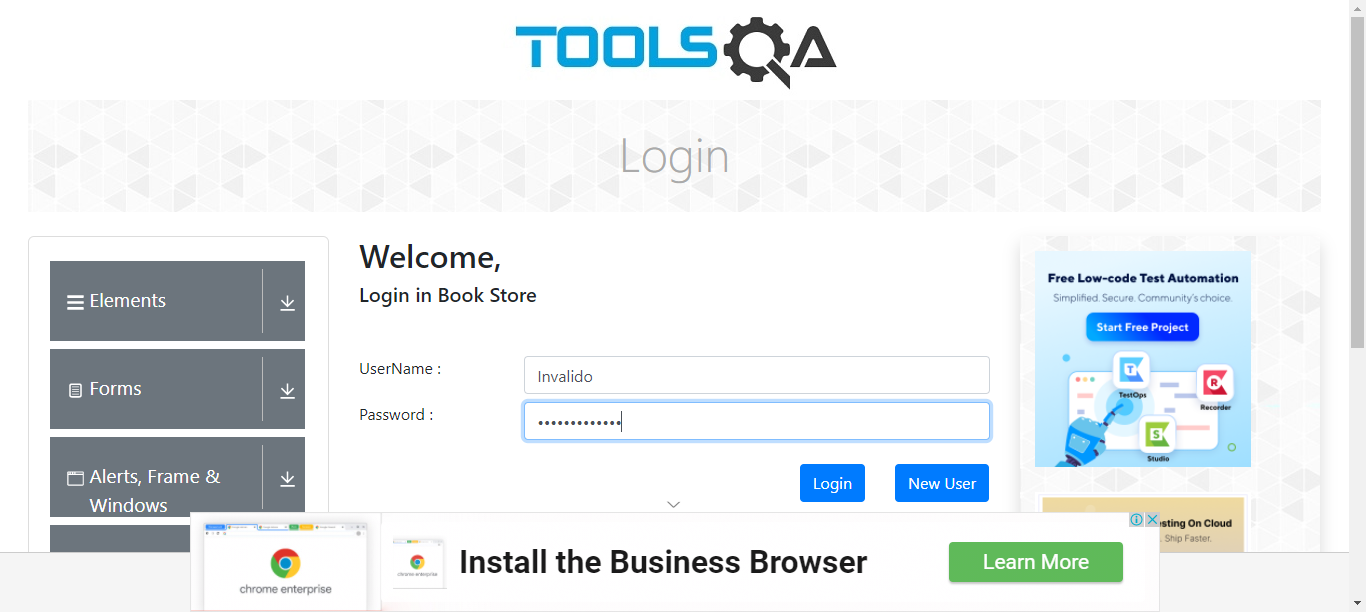 TOOLSQA
Login
Elements
Forms
Alerts, Frame &
Windows
Welcome,
Login in Book Store
UserName :
Invalido
Password :
•••••••••••••
Login
New User
Free Low-code Test Automation
Simplified. Secure. Community's choice.
Start Free Project
TestOps
Recorder
Studio
sting On Cloud
. Ship Faster.
chrome enterprise
chrome enterprise
Install the Business Browser
Learn More